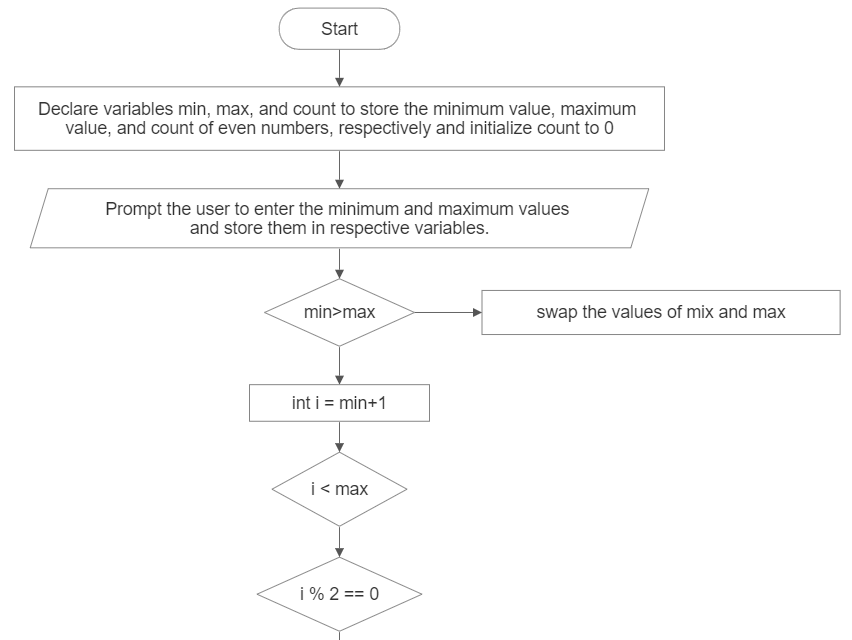 Start
Declare variables min, max, and count to store the minimum value, maximum
value, and count of even numbers, respectively and initialize count to 0
Prompt the user to enter the minimum and maximum values
and store them in respective variables.
min>max
swap the values of mix and max
int i = min+1
i < max
i % 2 == 0